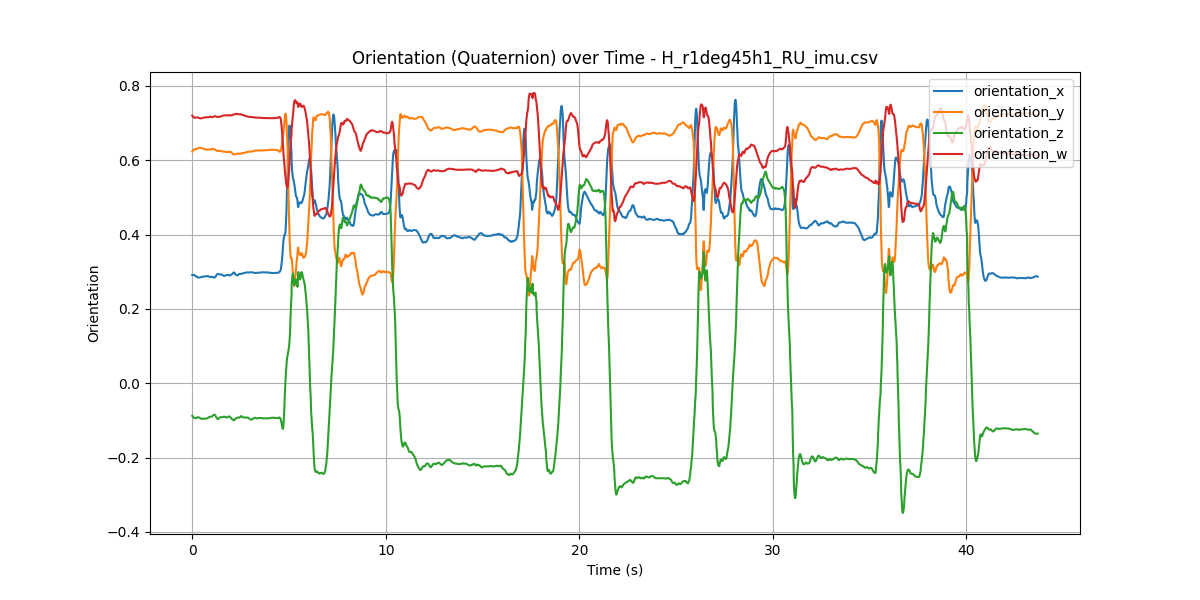 Orientation (Quaternion) over Time - H_r1deg45h1_RU_imu.csv
orientation_x
orientation_y
orientation_z
orientation_w
0.8
0.6
0.4
0.2
0.0
−0.2
−0.4
Orientation
0 10 20 30 40
Time (s)